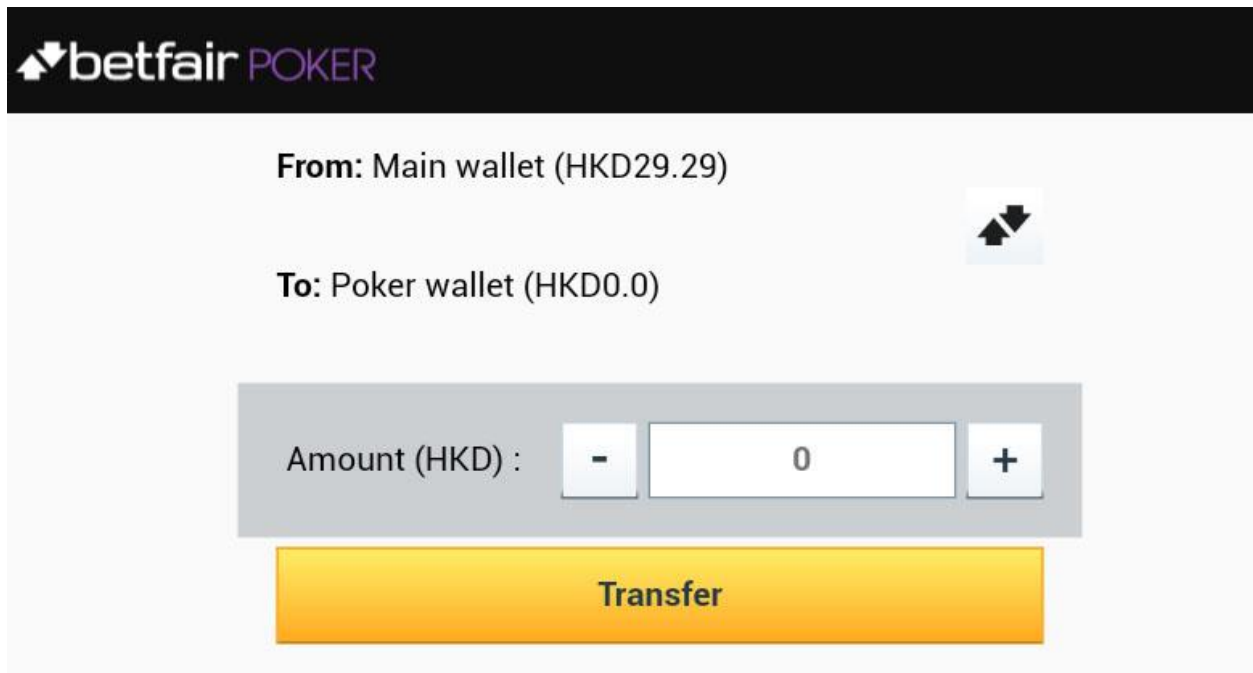 betfair POKER
From: Main wallet (HKD29.29)
To: Poker wallet (HKD0.0)
Amount (HKD) : - 0 +
Transfer